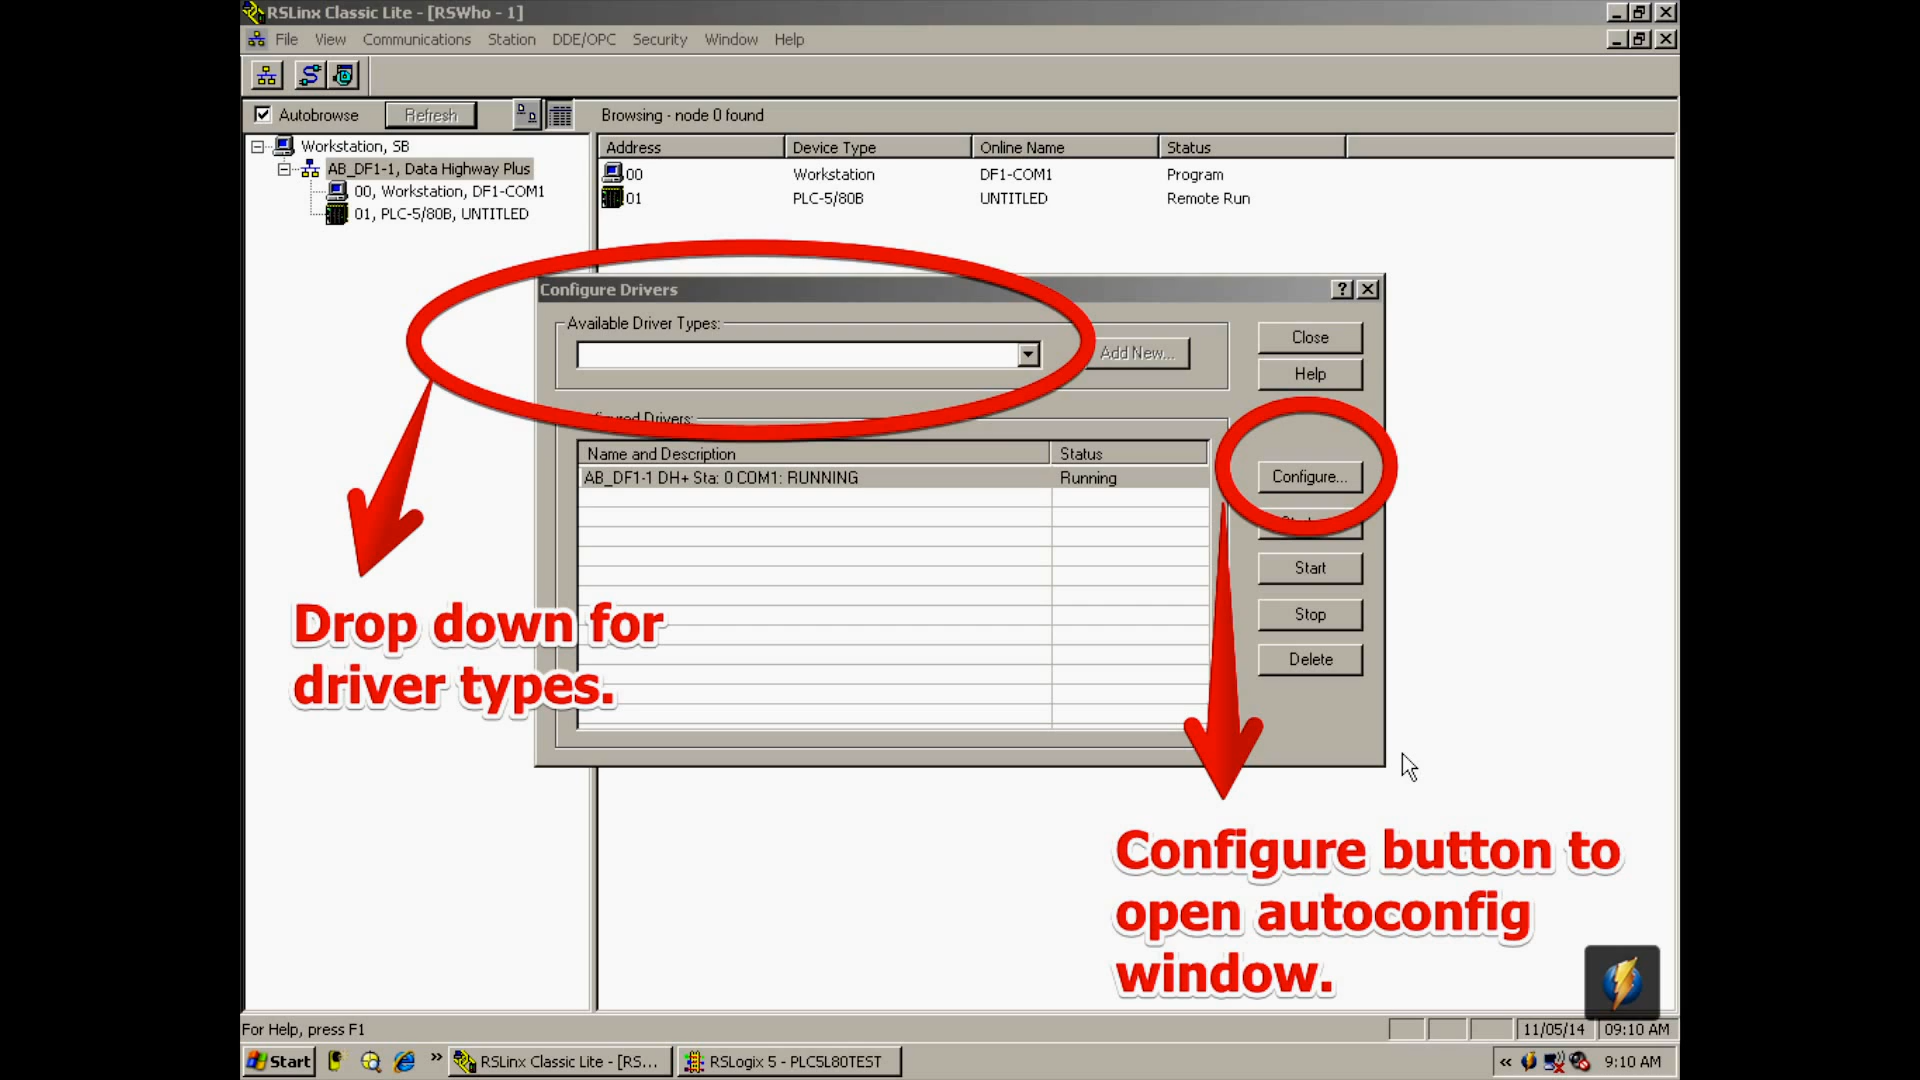 RSLinx Classic Lite - [RSWho - 1]
File View Communications Station DDE/OPC Security Window Help
Autobrowse Refresh Browsing - node 0 found
Workstation, SB
AB_DF1-1, Data Highway Plus
00, Workstation, DF1-COM1
01, PLC-5/80B, UNTITLED
Address Device Type Online Name Status
00 Workstation DF1-COM1 Program
01 PLC-5/80B UNTITLED Remote Run
Configure Drivers
Available Driver Types:
Add New...
Close
Help
Drivers:
Name and Description Status
AB_DF1-1 DH+ Sta: 0 COM1: RUNNING Running
Configure...
Start
Stop
Delete
Drop down for
driver types.
Configure button to
open autoconfig
window.
For Help, press F1
11/05/14 09:10 AM
Start » RSLinx Classic Lite - [RS... RSLogix 5 - PLC5L80TEST « 9:10 AM